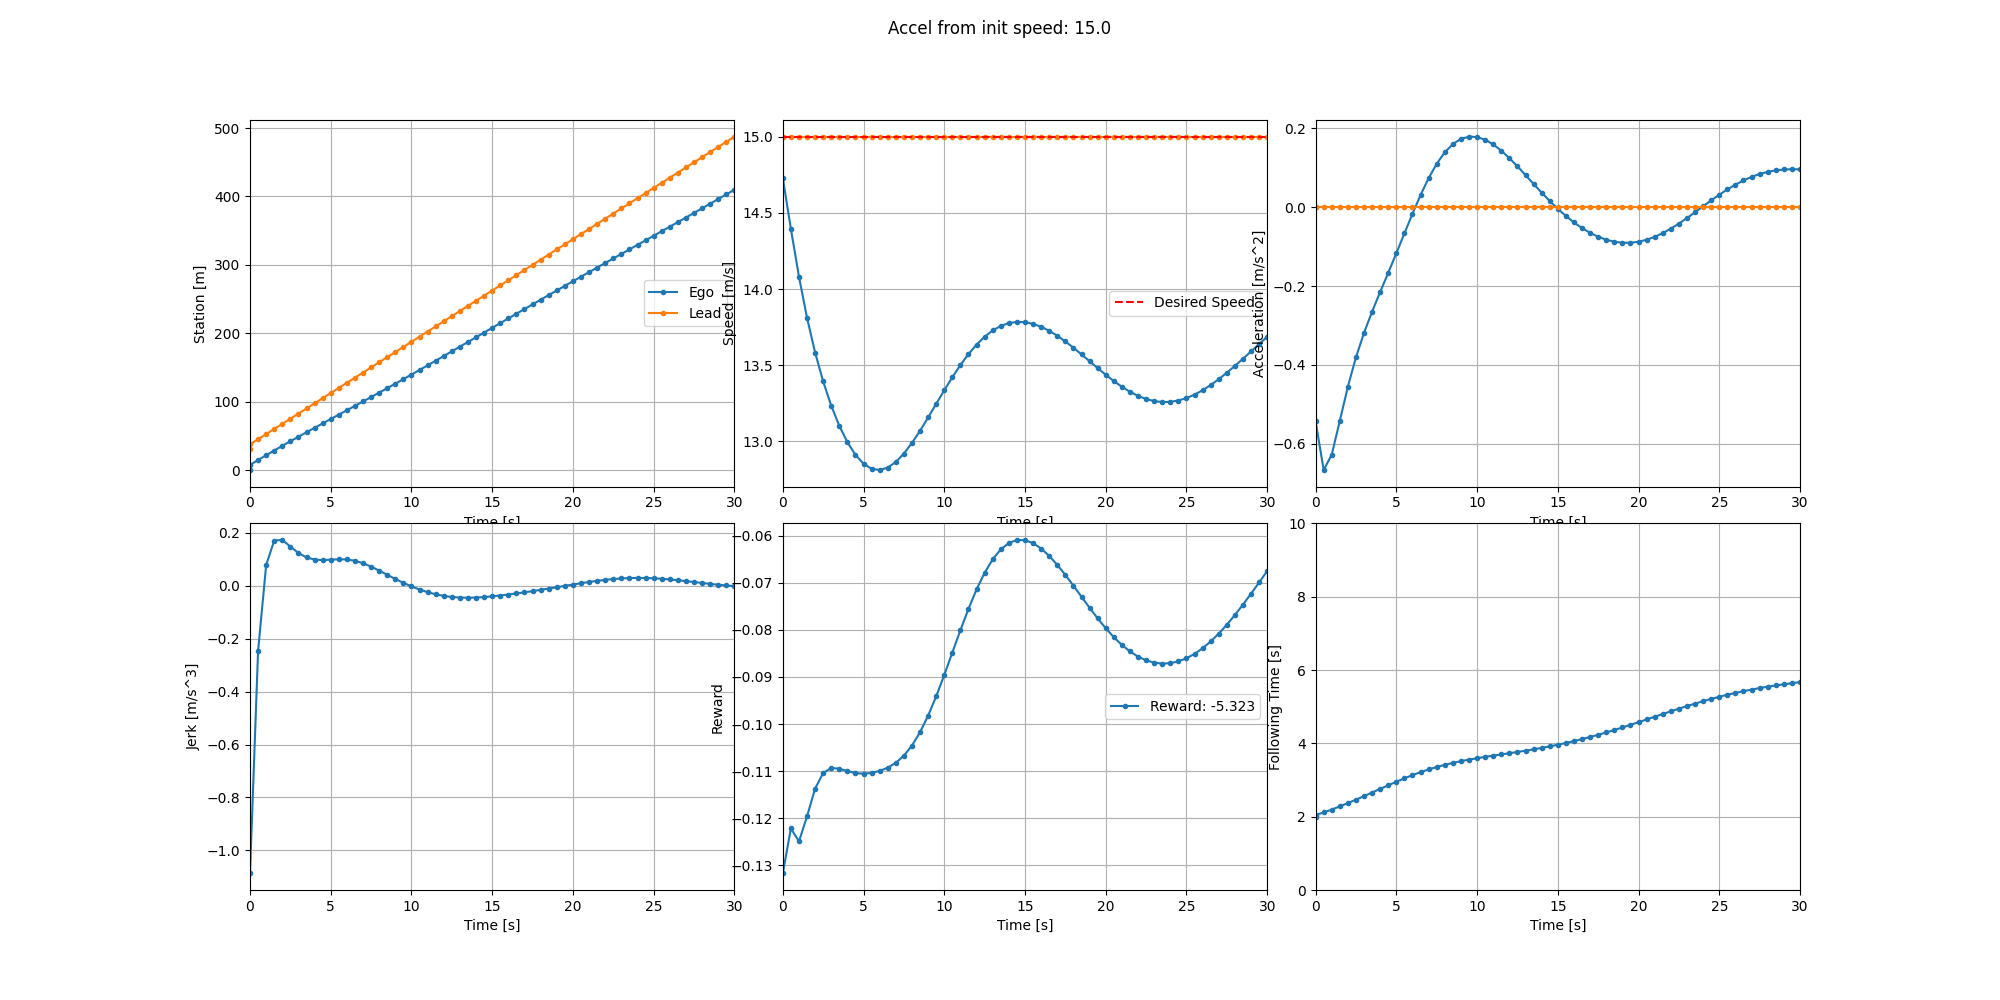 Accel from init speed: 15.0
Station [m]
500
400
300
200
100
0
Ego
Lead
0 5 10 15 20 25 30
Time [s]
Speed [m/s]
15.0
14.5
14.0
13.5
13.0
Desired Speed
0 5 10 15 20 25 30
Time [s]
Acceleration [m/s^2]
0.2
0.0
−0.2
−0.4
−0.6
0 5 10 15 20 25 30
Time [s]
Jerk [m/s^3]
0.2
0.0
−0.2
−0.4
−0.6
−0.8
−1.0
0 5 10 15 20 25 30
Time [s]
Reward
−0.06
−0.07
−0.08
−0.09
−0.10
−0.11
−0.12
−0.13
Reward: -5.323
0 5 10 15 20 25 30
Time [s]
Following Time [s]
10
8
6
4
2
0
0 5 10 15 20 25 30
Time [s]